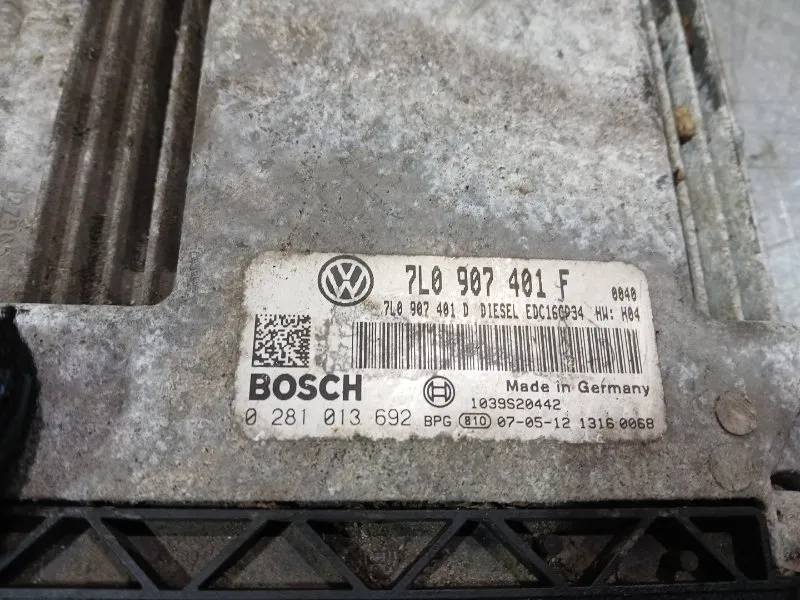 7L0 907 401 F 0040
7L0 907 401 D DIESEL EDC16CP34 HW: H04
BOSCH
Made in Germany
1039S20442
0 281 013 692 BPG 810 07-05-12 1316 0068